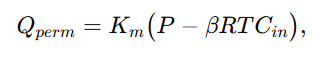 Q_{perm} = K_m(P − βRTC_{in}),